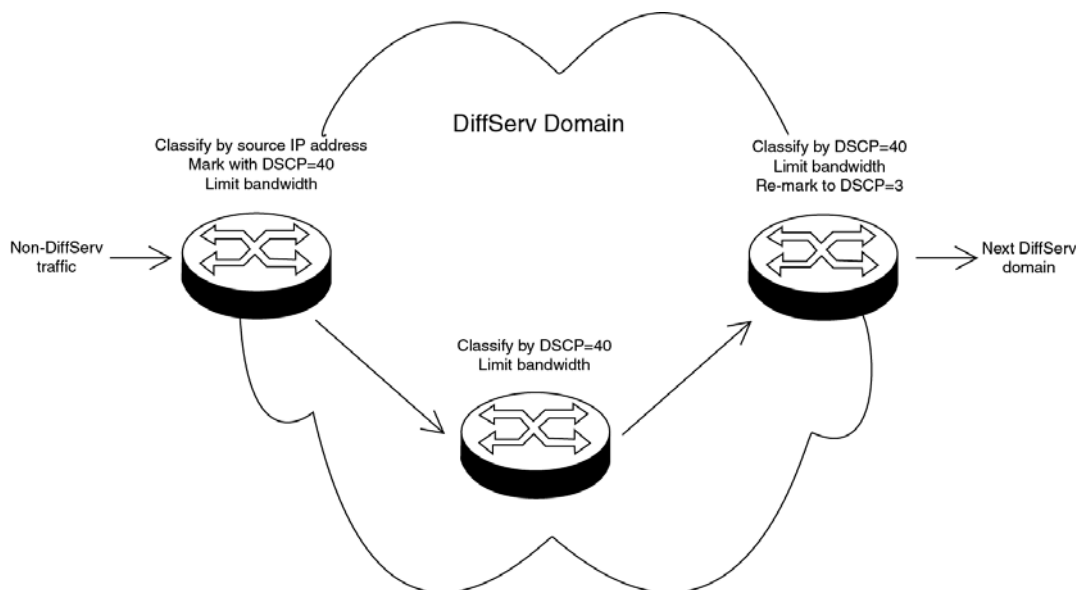 DiffServ Domain
Classify by source IP address
Mark with DSCP=40
Limit bandwidth
Classify by DSCP=40
Limit bandwidth
Re-mark to DSCP=3
Non-DiffServ
traffic
Next DiffServ
domain
Classify by DSCP=40
Limit bandwidth